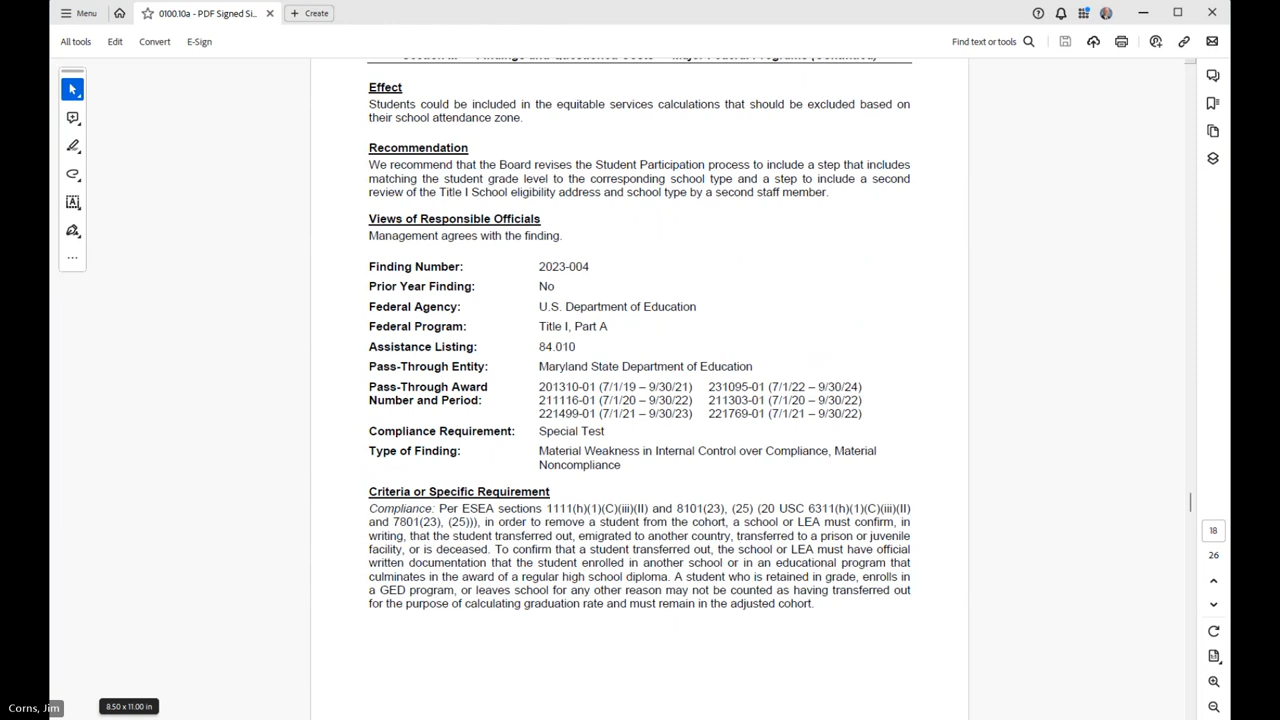 Menu
0100.10a - PDF Signed Si...
Create
All tools
Edit
Convert
E-Sign
Find text or tools
Effect
Students could be included in the equitable services calculations that should be excluded based on
their school attendance zone.
Recommendation
We recommend that the Board revises the Student Participation process to include a step that includes
matching the student grade level to the corresponding school type and a step to include a second
review of the Title I School eligibility address and school type by a second staff member.
Views of Responsible Officials
Management agrees with the finding.
Finding Number: 2023-004
Prior Year Finding: No
Federal Agency: U.S. Department of Education
Federal Program: Title I, Part A
Assistance Listing: 84.010
Pass-Through Entity: Maryland State Department of Education
Pass-Through Award 201310-01 (7/1/19 – 9/30/21) 231095-01 (7/1/22 – 9/30/24)
Number and Period: 211116-01 (7/1/20 – 9/30/22) 211303-01 (7/1/20 – 9/30/22)
221499-01 (7/1/21 – 9/30/23) 221769-01 (7/1/21 – 9/30/22)
Compliance Requirement: Special Test
Type of Finding: Material Weakness in Internal Control over Compliance, Material
Noncompliance
Criteria or Specific Requirement
Compliance: Per ESEA sections 1111(h)(1)(C)(iii)(II) and 8101(23), (25) (20 USC 6311(h)(1)(C)(iii)(II)
and 7801(23), (25))), in order to remove a student from the cohort, a school or LEA must confirm, in
writing, that the student transferred out, emigrated to another country, transferred to a prison or juvenile
facility, or is deceased. To confirm that a student transferred out, the school or LEA must have official
written documentation that the student enrolled in another school or in an educational program that
culminates in the award of a regular high school diploma. A student who is retained in grade, enrolls in
a GED program, or leaves school for any other reason may not be counted as having transferred out
for the purpose of calculating graduation rate and must remain in the adjusted cohort.
18
26
Corns, Jim
8.50 x 11.00 in